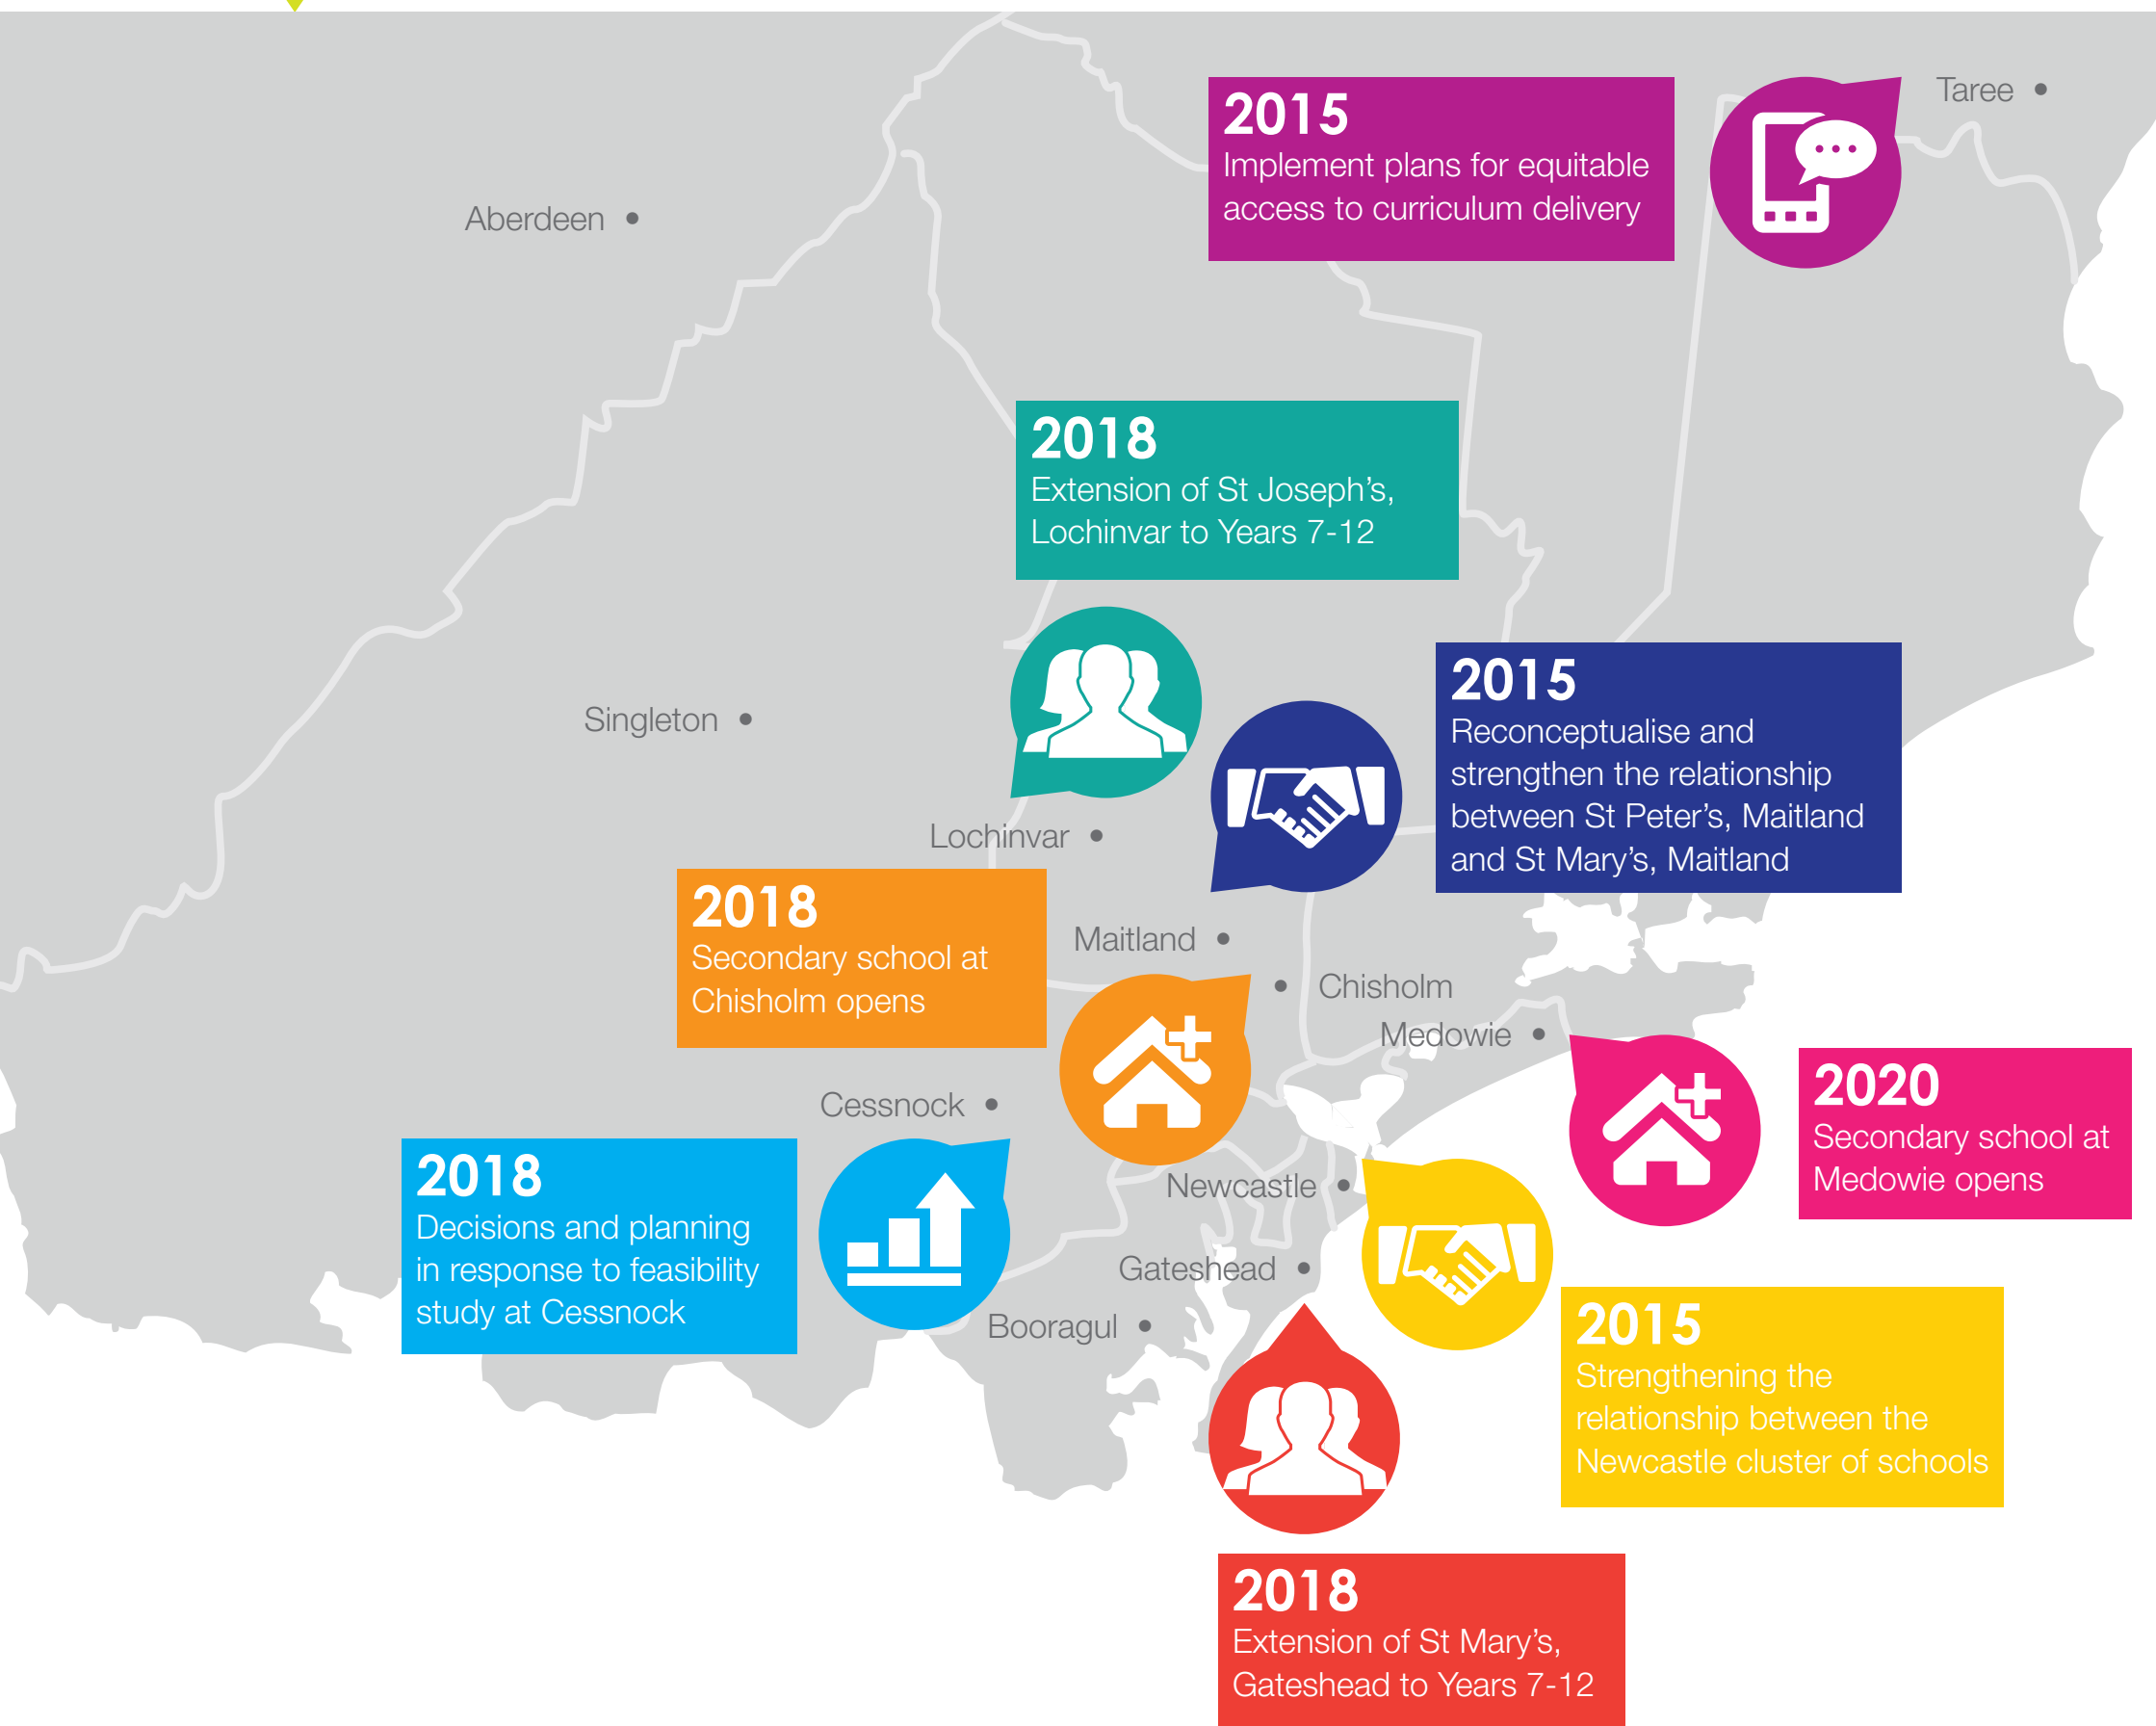 2015
Implement plans for equitable
access to curriculum delivery
Taree
Aberdeen
2018
Extension of St Joseph’s,
Lochinvar to Years 7-12
2015
Reconceptualise and
strengthen the relationship
between St Peter’s, Maitland
and St Mary’s, Maitland
Singleton
Lochinvar
2018
Secondary school at
Chisholm opens
Maitland
Chisholm
Medowie
2020
Secondary school at
Medowie opens
Cessnock
2018
Decisions and planning
in response to feasibility
study at Cessnock
Newcastle
Gateshead
Booragul
2015
Strengthening the
relationship between the
Newcastle cluster of schools
2018
Extension of St Mary’s,
Gateshead to Years 7-12